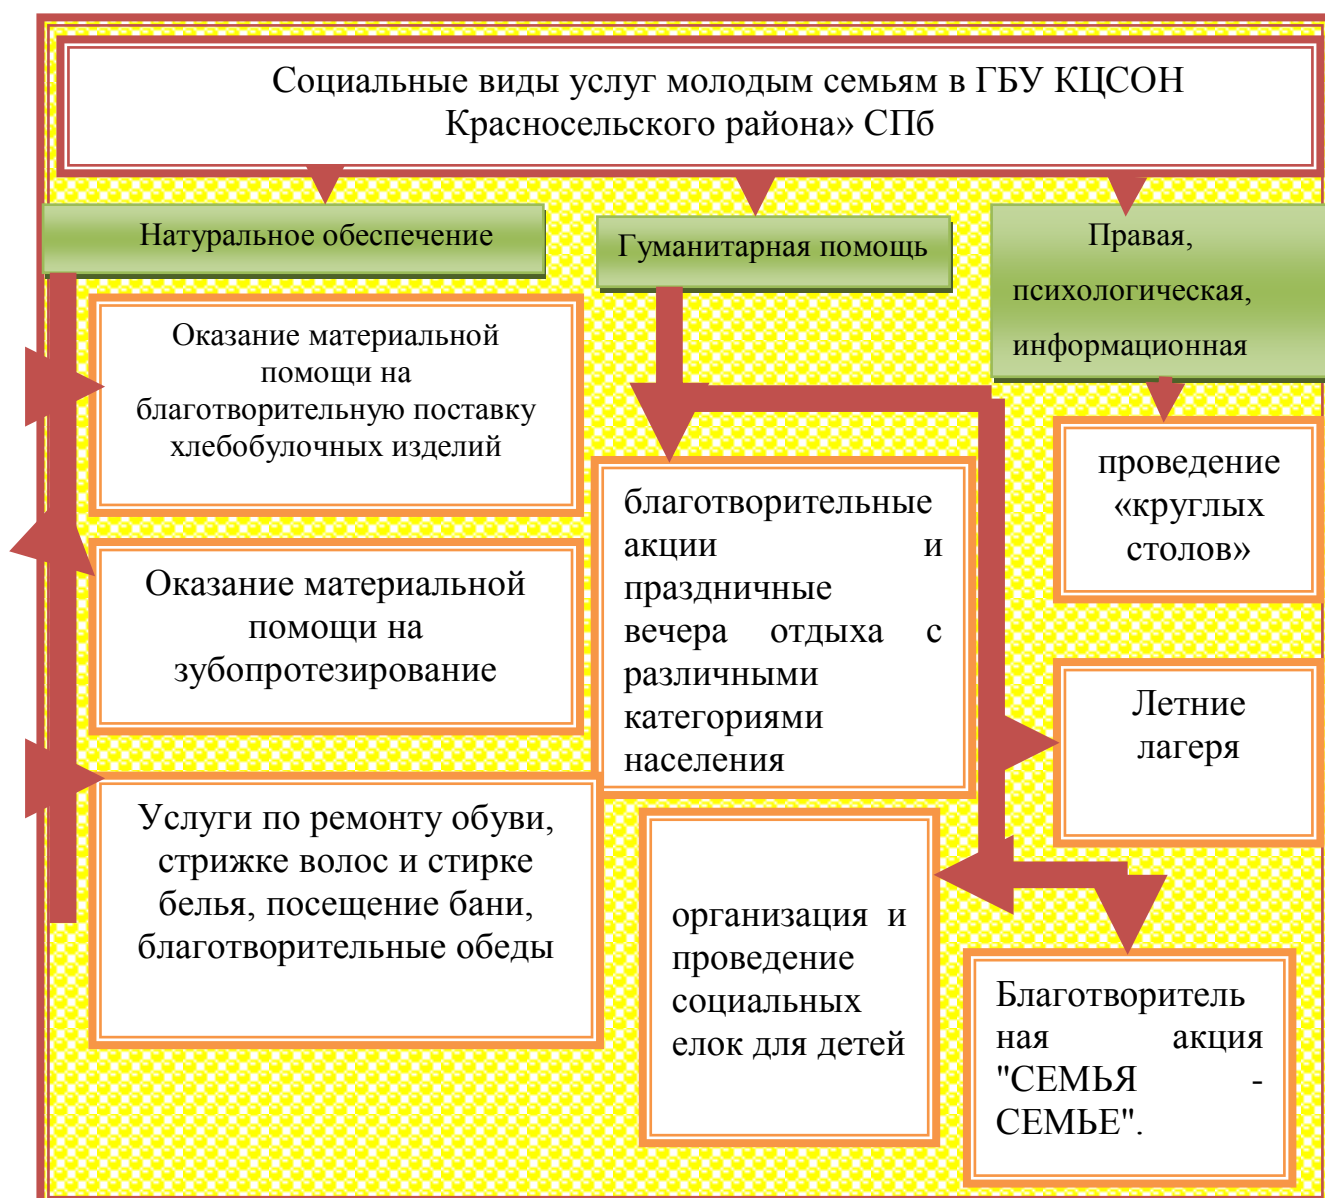 Социальные виды услуг молодым семьям в ГБУ КЦСОН
Красносельского района» СПб
Натуральное обеспечение
Гуманитарная помощь
Правая,
психологическая,
информационная
Оказание материальной
помощи на
благотворительную поставку
хлебобулочных изделий
Оказание материальной
помощи на
зубопротезирование
Услуги по ремонту обуви,
стрижке волос и стирке
белья, посещение бани,
благотворительные обеды
благотворительные
акции и
праздничные
вечера отдыха с
различными
категориями
населения
организация и
проведение
социальных
елок для детей
проведение
«круглых
столов»
Летние
лагеря
Благотворитель
ная акция
"СЕМЬЯ -
СЕМЬЕ".